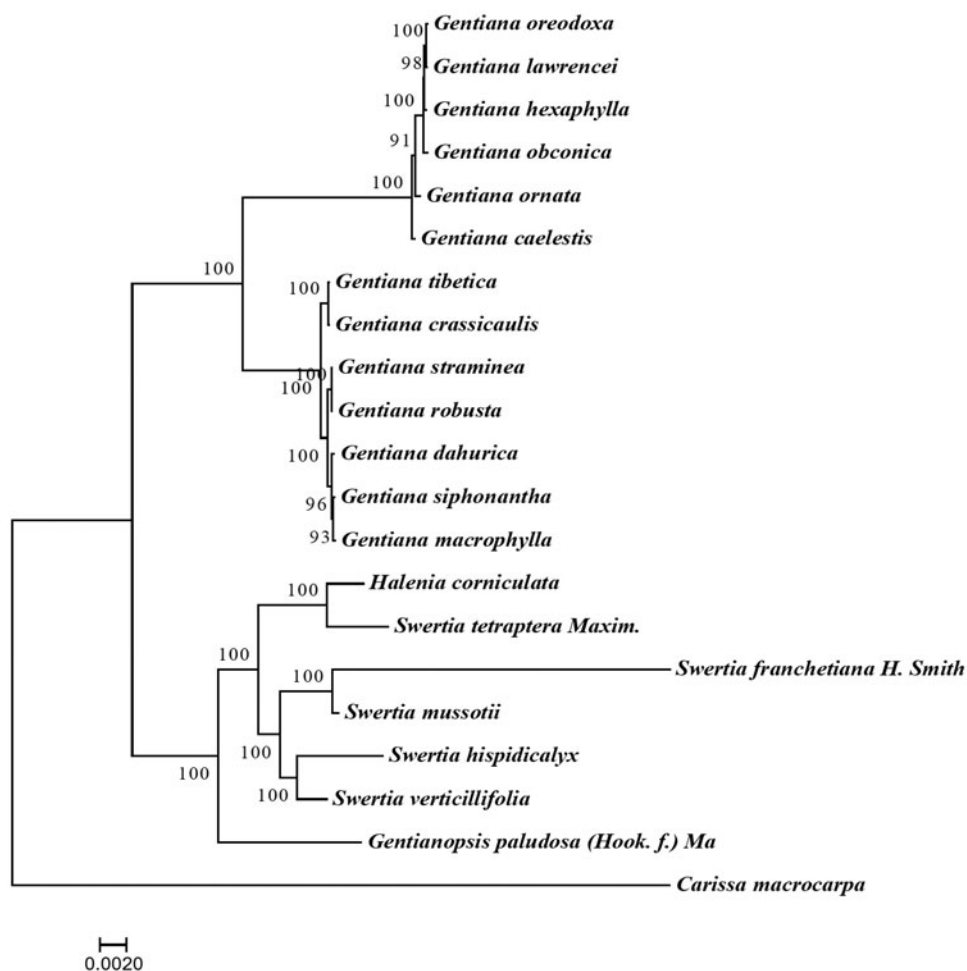 100
Gentiana oreodoxa
98
Gentiana lawrencei
100
Gentiana hexaphylla
91
Gentiana obconica
100
Gentiana ornata
Gentiana caelestis
100
100
Gentiana tibetica
Gentiana crassicaulis
100
Gentiana straminea
100
Gentiana robusta
100
Gentiana dahurica
96
Gentiana siphonantha
93
Gentiana macrophylla
100
Halenia corniculata
Swertia tetraptera Maxim.
100
100
Swertia franchetiana H. Smith
Swertia mussotii
100
Swertia hispidicalyx
100
100
Swertia verticillifolia
Gentianopsis paludosa (Hook. f.) Ma
Carissa macrocarpa
0.0020